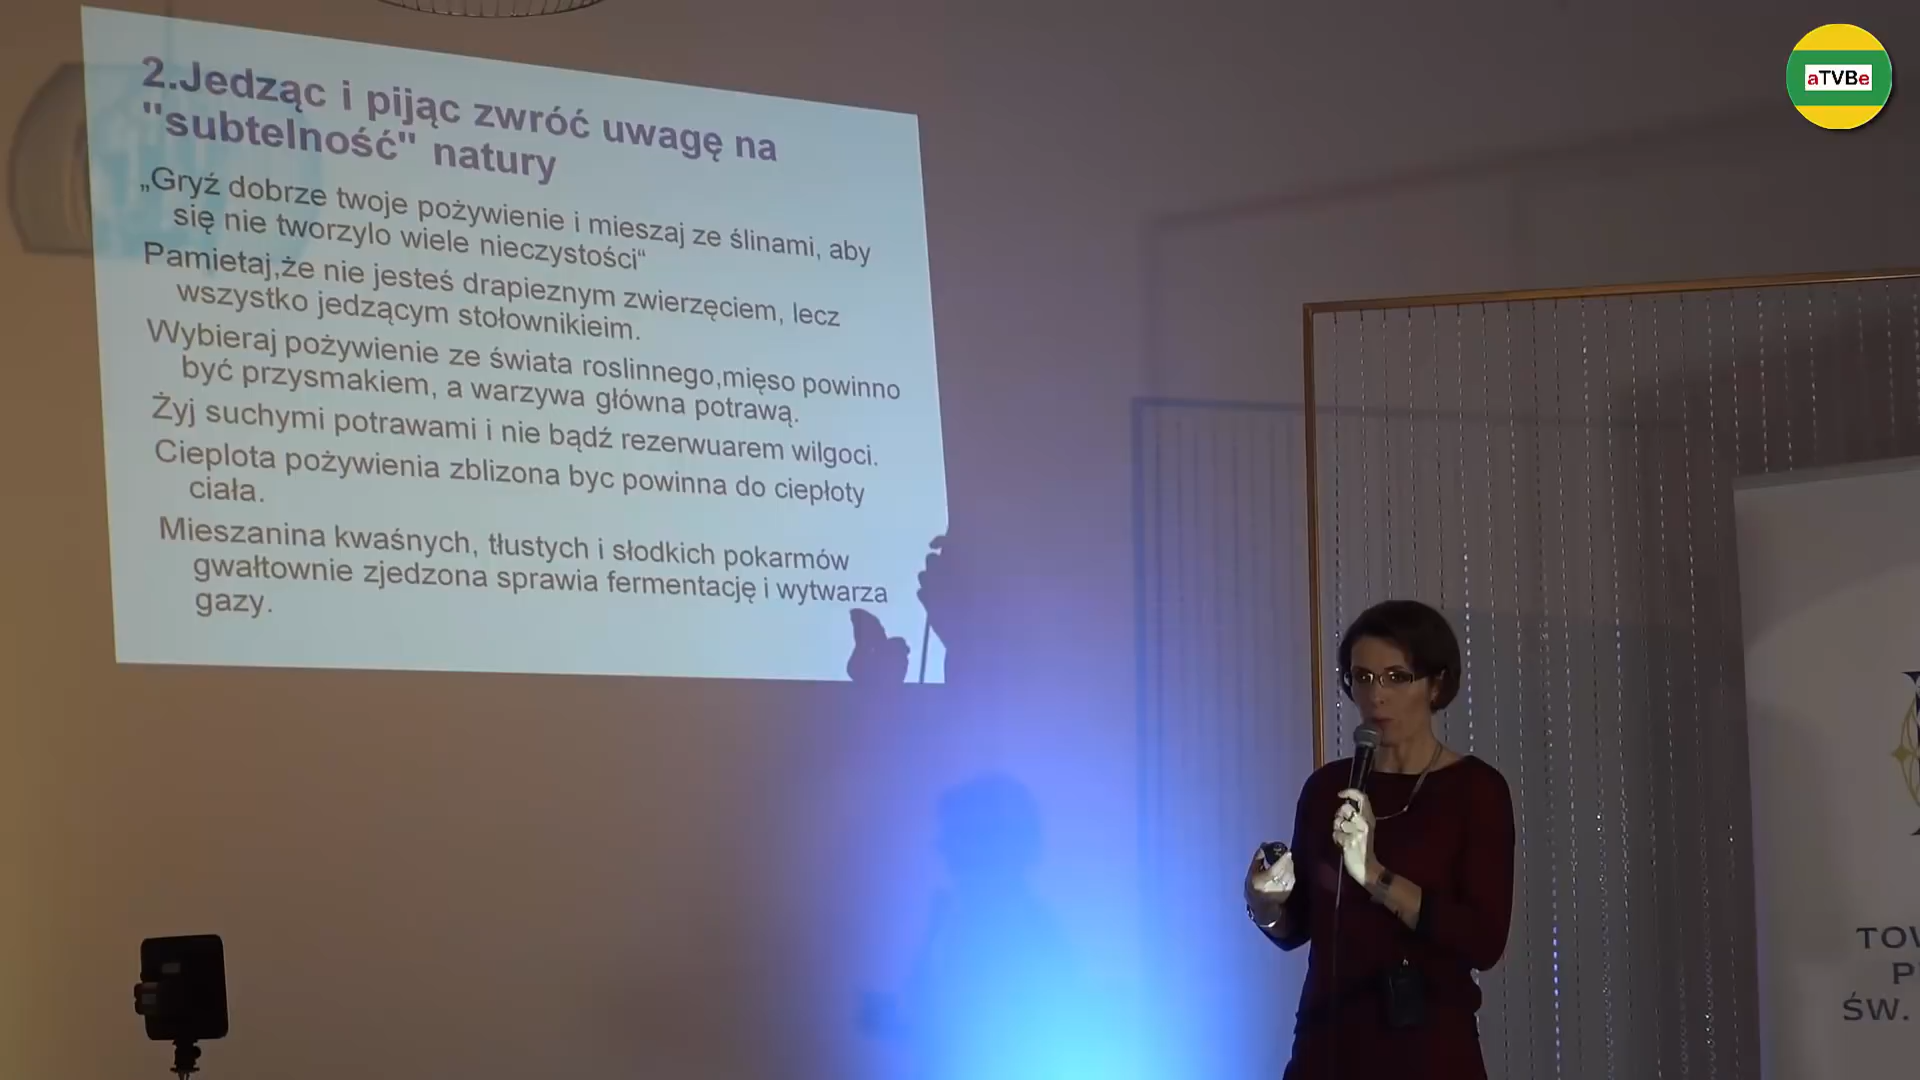 aTVBe
2.Jedząc i pijąc zwróć uwagę na
"subtelność" natury
„Gryź dobrze twoje pożywienie i mieszaj ze ślinami, aby
się nie tworzylo wiele nieczystości“
Pamietaj,że nie jesteś drapieznym zwierzęciem, lecz
wszystko jedzącym stołownikieim.
Wybieraj pożywienie ze świata roslinnego,mięso powinno
być przysmakiem, a warzywa główna potrawą.
Żyj suchymi potrawami i nie bądź rezerwuarem wilgoci.
Cieplota pożywienia zblizona byc powinna do ciepłoty
ciała.
Mieszanina kwaśnych, tłustych i słodkich pokarmów
gwałtownie zjedzona sprawia fermentację i wytwarza
gazy.
TOW
P
ŚW.